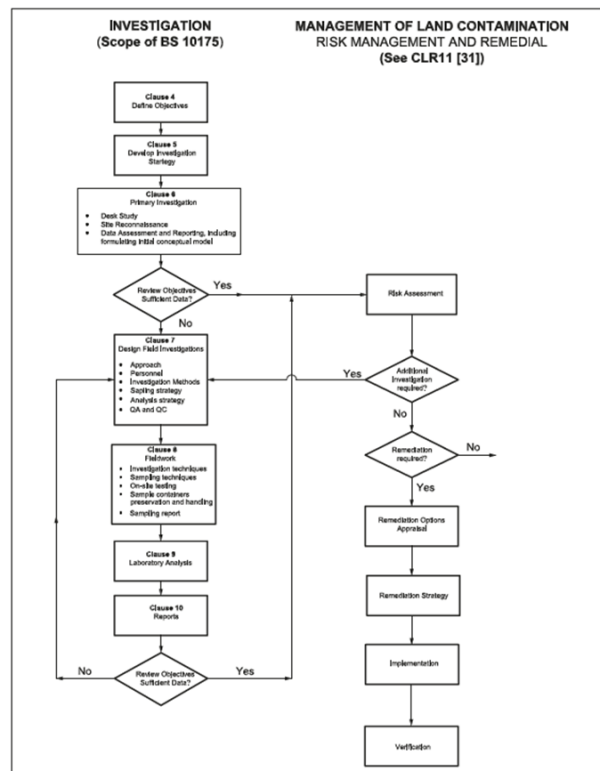 INVESTIGATION
(Scope of BS 10175)
MANAGEMENT OF LAND CONTAMINATION
RISK MANAGEMENT AND REMEDIAL
(See CLR11 [31])
Clause 4
Define Objectives
Clause 5
Develop Investigation
Startegy
Clause 6
Primary Investigation
• Desk Study
• Site Reconnaissance
• Data Assessment and Reporting, including
formulating initial conceptual model
Review Objectives
Sufficient Data?
Yes
No
Risk Assessment
Clause 7
Design Field Investigations
• Approach
• Personnel
• Investigation Methods
• Sapling strategy
• Analysis strategy
• QA and QC
Yes
Additional
Investigation
required?
No
Remediation
required?
No
Yes
Clause 8
Fieldwork
• Investigation techniques
• Sampling techniques
• On-site testing
• Sample containers
preservation and handling
• Sampling report
Remediation Options
Appraisal
Clause 9
Laboratory Analysis
Remediation Strategy
Clause 10
Reports
Implementation
No
Review Objectives
Sufficient Data?
Yes
Verification